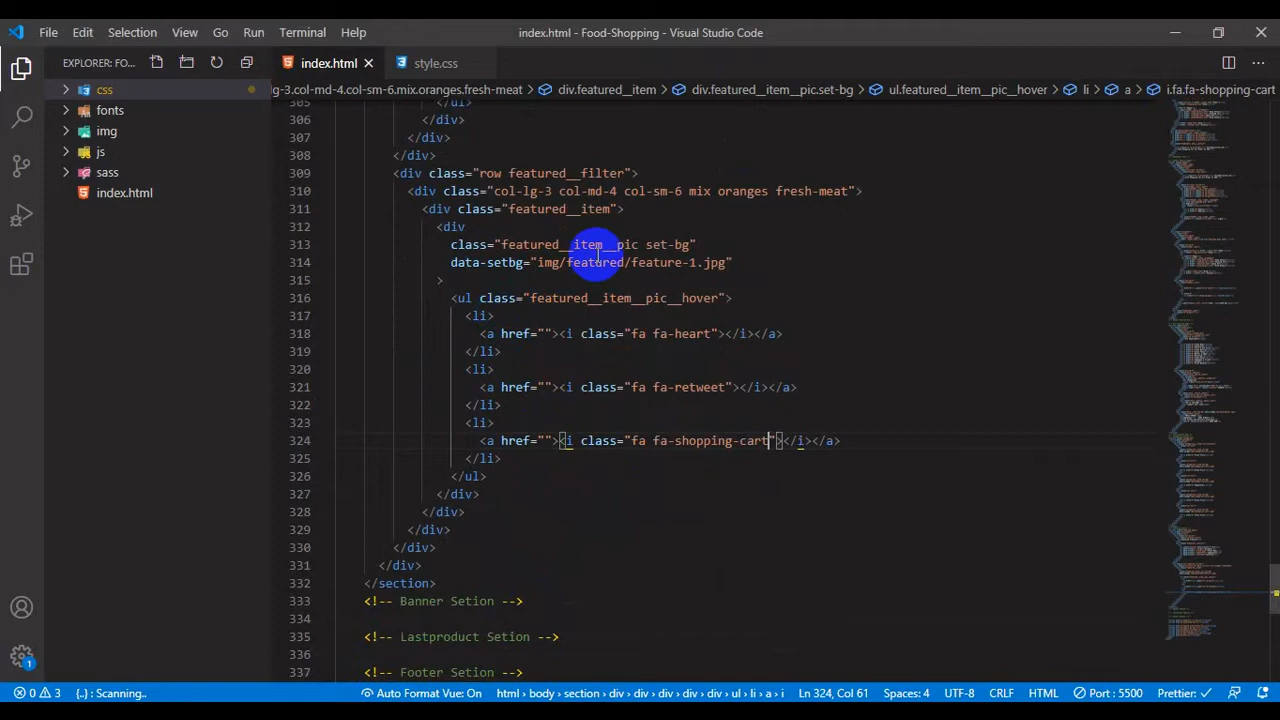 File Edit Selection View Go Run Terminal Help index.html - Food-Shopping - Visual Studio Code
EXPLORER: FO...
index.html style.css
css
fonts
img
js
sass
index.html
g-3.col-md-4.col-sm-6.mix.oranges.fresh-meat > div.featured__item > div.featured__item__pic.set-bg > ul.featured__item__pic__hover > li > a > i.fa.fa-shopping-cart
305 </ul>
306 </div>
307 </div>
308 </div>
309 <div class="row featured__filter">
310 <div class="col-lg-3 col-md-4 col-sm-6 mix oranges fresh-meat">
311 <div class="featured__item">
312 <div
313 class="featured__item__pic set-bg"
314 data-setbg="img/featured/feature-1.jpg"
315 >
316 <ul class="featured__item__pic__hover">
317 <li>
318 <a href=""><i class="fa fa-heart"></i></a>
319 </li>
320 <li>
321 <a href=""><i class="fa fa-retweet"></i></a>
322 </li>
323 <li>
324 <a href=""><i class="fa fa-shopping-cart"></i></a>
325 </li>
326 </ul>
327 </div>
328 </div>
329 </div>
330 </div>
331 </div>
332 </section>
333 <!-- Banner Setion -->
334
335 <!-- Lastproduct Setion -->
336
337 <!-- Footer Setion -->
1
0 3 {..} : Scanning.. Auto Format Vue: On html › body › section › div › div › div › div › ul › li › a › i Ln 324, Col 61 Spaces: 4 UTF-8 CRLF HTML Port : 5500 Prettier: ✓